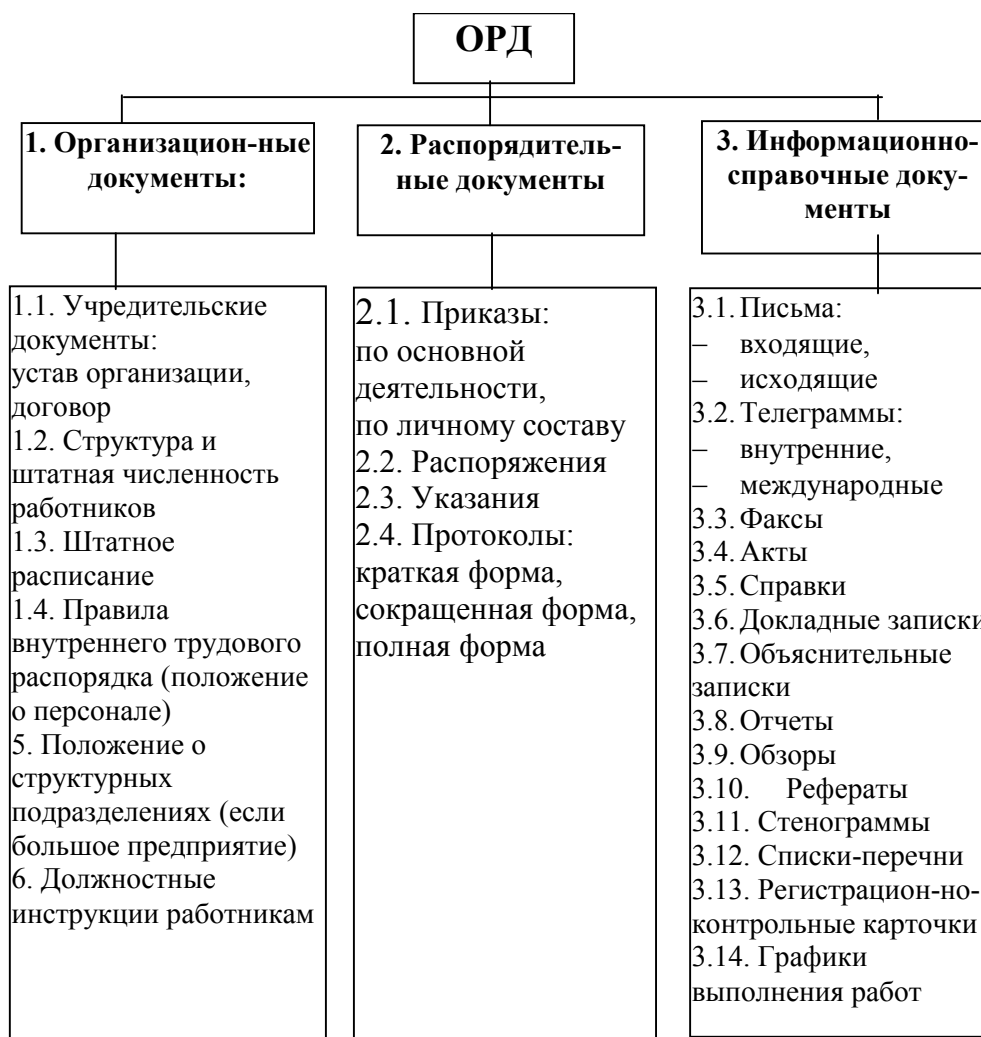 ОРД
1. Организацион-ные
документы:
2. Распорядитель-
ные документы
3. Информационно-
справочные доку-
менты
1.1. Учредительские
документы:
устав организации,
договор
1.2. Структура и
штатная численность
работников
1.3. Штатное
расписание
1.4. Правила
внутреннего трудового
распорядка (положение
о персонале)
5. Положение о
структурных
подразделениях (если
большое предприятие)
6. Должностные
инструкции работникам
2.1. Приказы:
по основной
деятельности,
по личному составу
2.2. Распоряжения
2.3. Указания
2.4. Протоколы:
краткая форма,
сокращенная форма,
полная форма
3.1. Письма:
– входящие,
– исходящие
3.2. Телеграммы:
– внутренние,
– международные
3.3. Факсы
3.4. Акты
3.5. Справки
3.6. Докладные записки
3.7. Объяснительные
записки
3.8. Отчеты
3.9. Обзоры
3.10. Рефераты
3.11. Стенограммы
3.12. Списки-перечни
3.13. Регистрацион-но-
контрольные карточки
3.14. Графики
выполнения работ